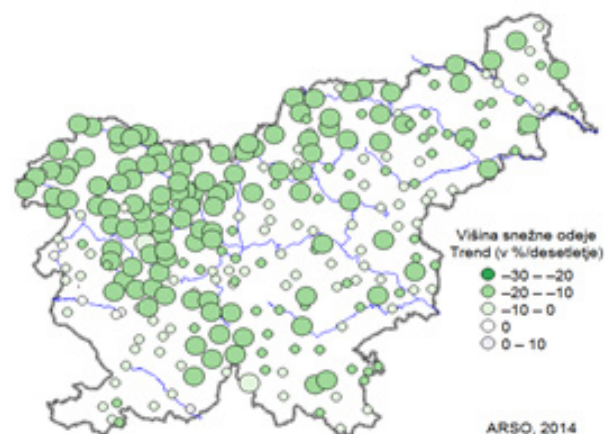 Višina snežne odeje
Trend (v %/desetletje)
–30 – –20
–20 – –10
–10 – 0
0
0 – 10
ARSO, 2014